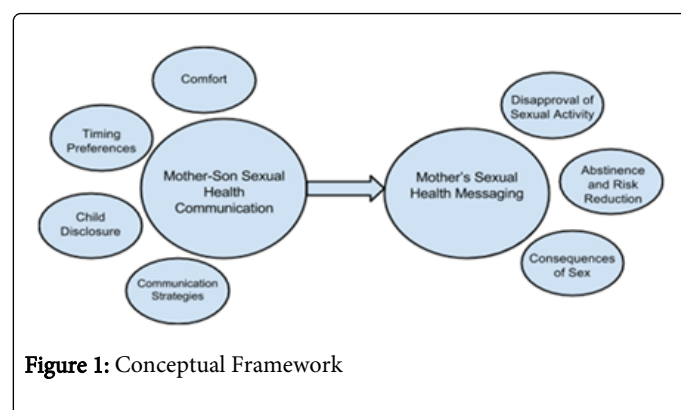 Comfort
Timing
Preferences
Child
Disclosure
Communication
Strategies
Mother-Son Sexual
Health
Communication
Mother's Sexual
Health Messaging
Disapproval of
Sexual Activity
Abstinence
and Risk
Reduction
Consequences
of Sex
Figure 1: Conceptual Framework